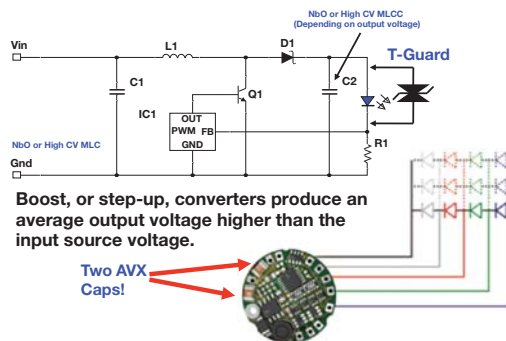 NbO or High CV MLCC
(Depending on output voltage)
Vin
L1
D1
T-Guard
C1
Q1
C2
IC1
OUT
PWM FB
GND
R1
NbO or High CV MLC
Gnd
Boost, or step-up, converters produce an
average output voltage higher than the
input source voltage.
Two AVX
Caps!